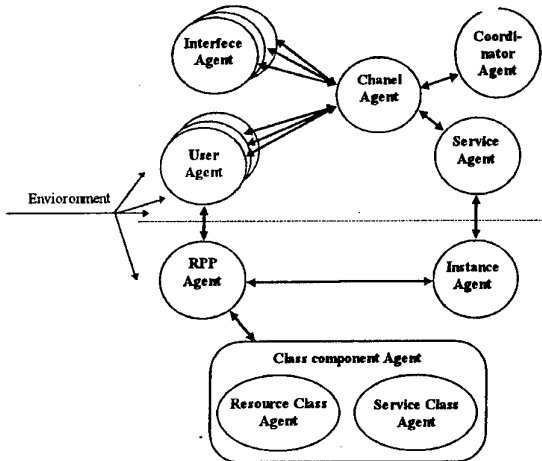 Interfece
Agent
Coordi-
nator
Agent
Chanel
Agent
User
Agent
Service
Agent
Envioronment
RPP
Agent
Instance
Agent
Class component Agent
Resource Class
Agent
Service Class
Agent